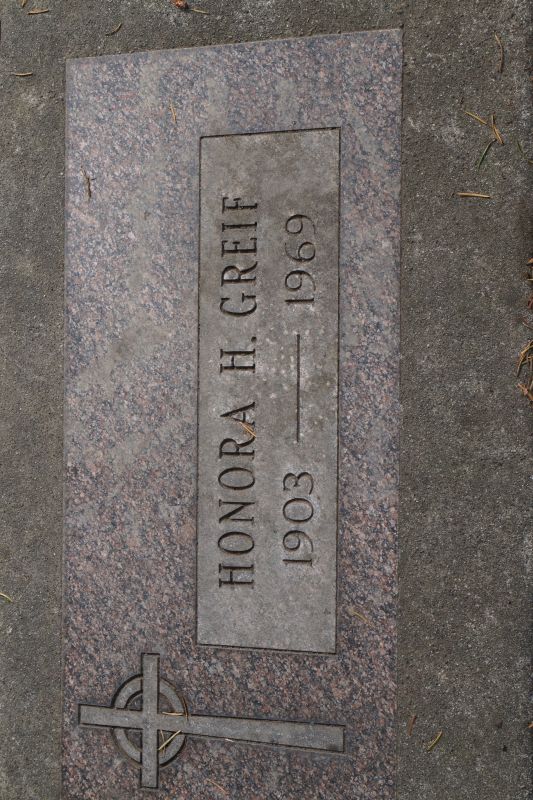 HONORA H. GREIF
1903 — 1969